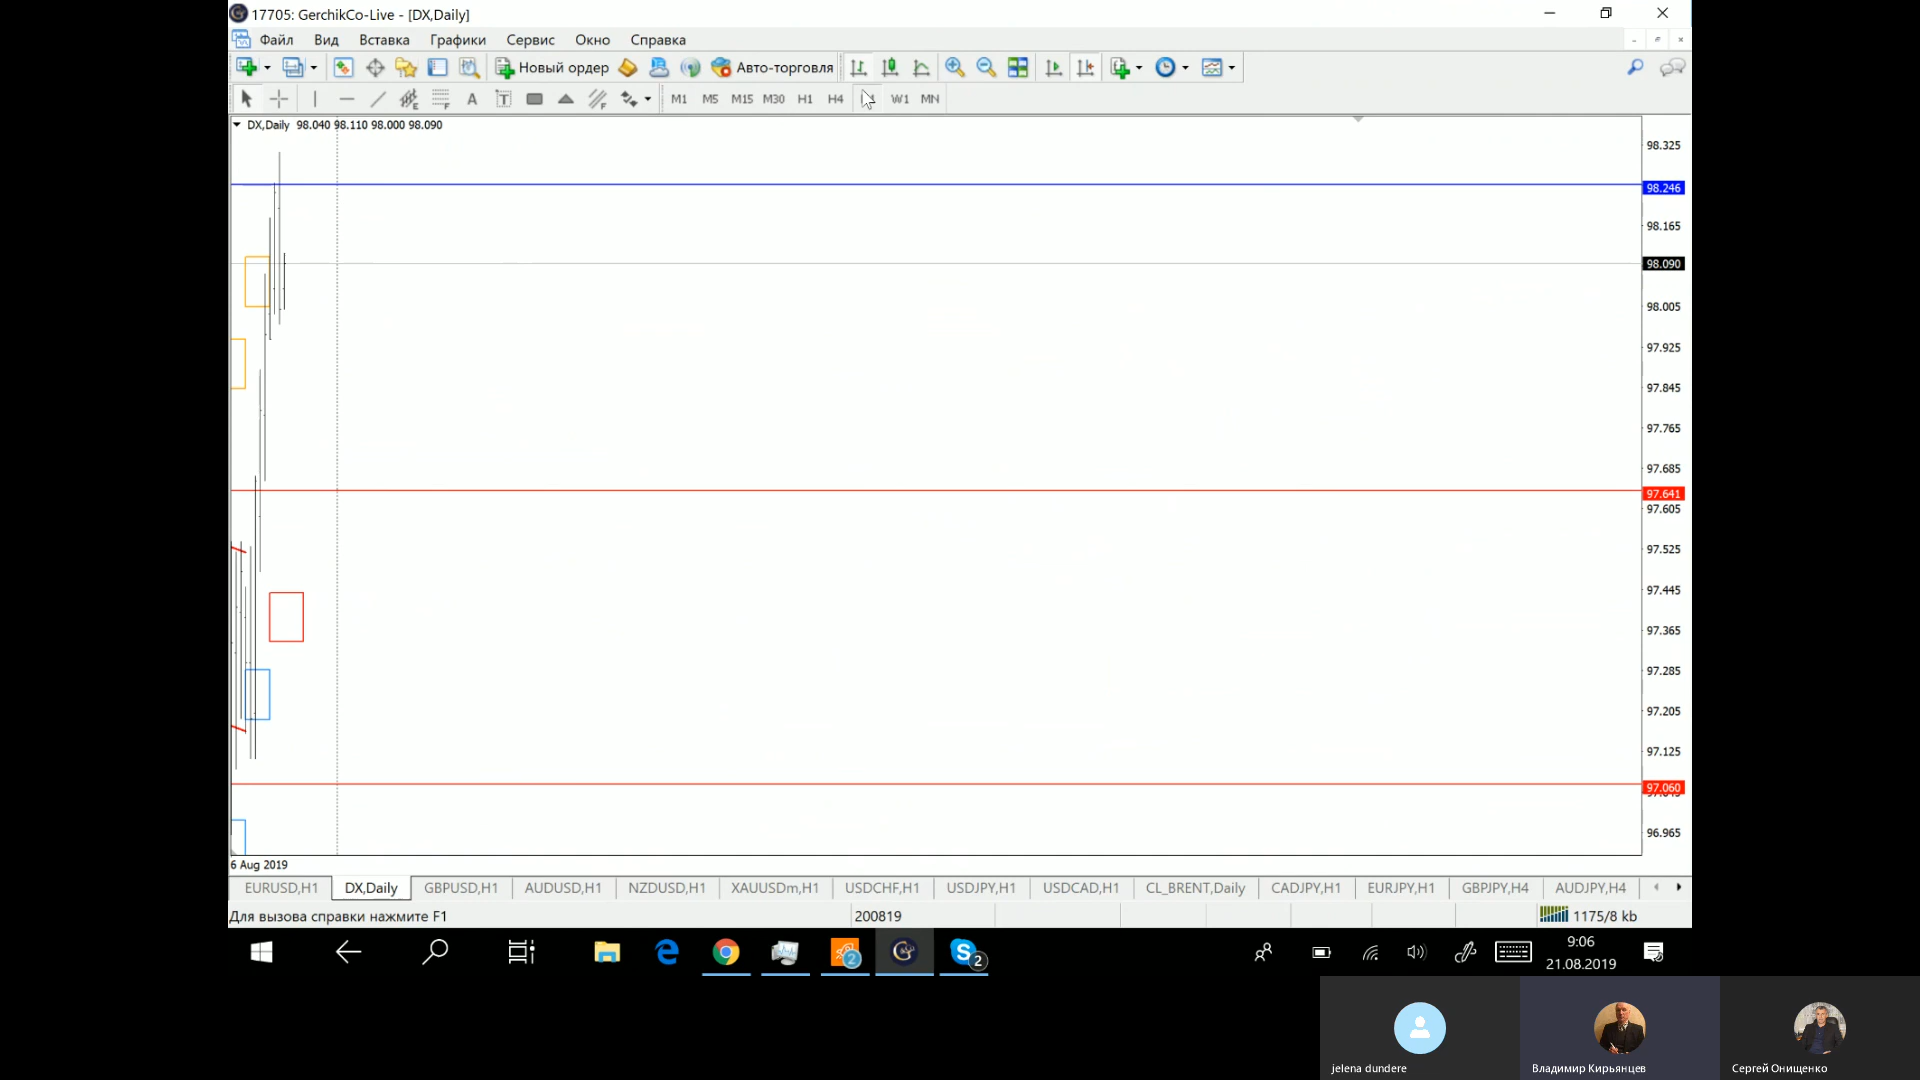 17705: GerchikCo-Live - [DX,Daily]
Файл Вид Вставка Графики Сервис Окно Справка
Новый ордер Авто-торговля
A T M1 M5 M15 M30 H1 H4 W1 MN
DX,Daily 98.040 98.110 98.000 98.090
98.325
98.246
98.165
98.090
98.005
97.925
97.845
97.765
97.685
97.641
97.605
97.525
97.445
97.365
97.285
97.205
97.125
97.060
96.965
6 Aug 2019
EURUSD,H1 DX,Daily GBPUSD,H1 AUDUSD,H1 NZDUSD,H1 XAUUSDm,H1 USDCHF,H1 USDJPY,H1 USDCAD,H1 CL_BRENT,Daily CADJPY,H1 EURJPY,H1 GBPJPY,H4 AUDJPY,H4
Для вызова справки нажмите F1 200819 1175/8 kb
2 2 9:06
21.08.2019
jelena dundere Владимир Кирьянцев Сергей Онищенко